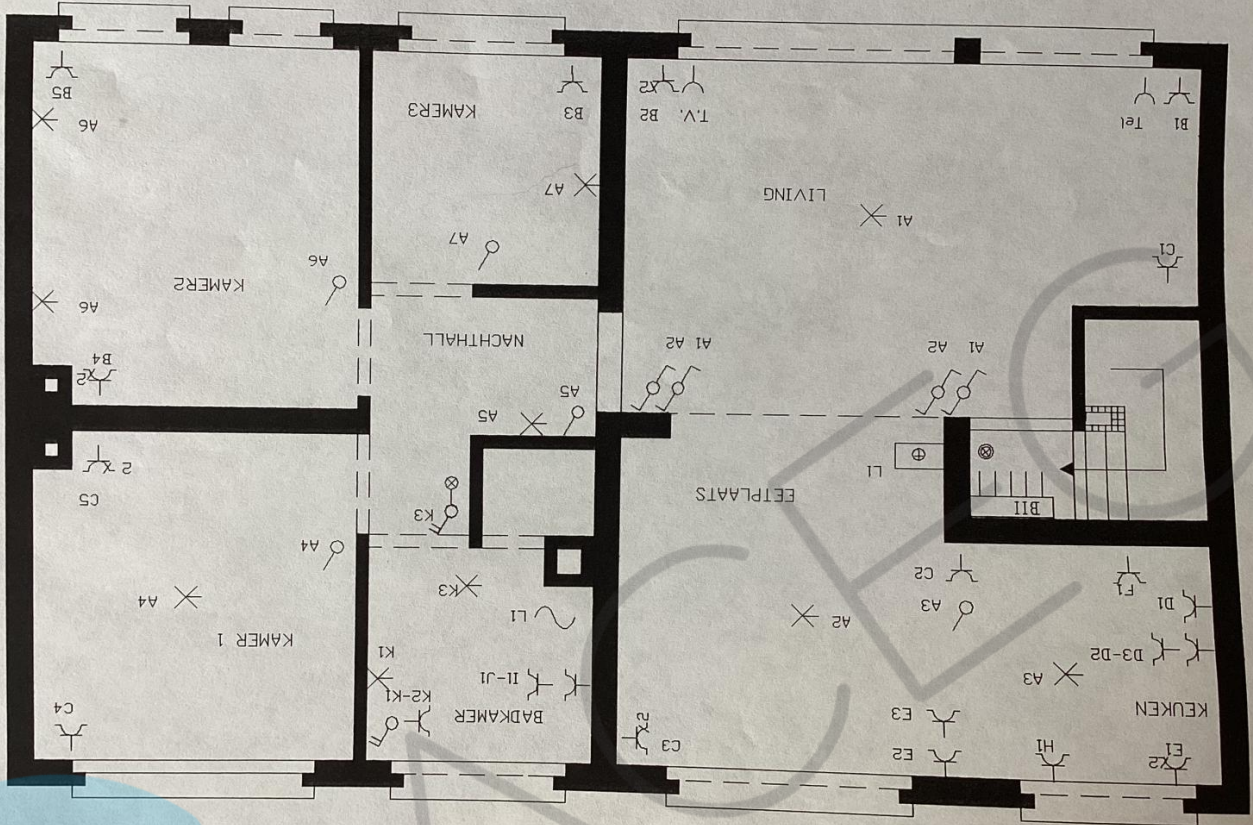 E1
X2
H1
E2
E3
C3
X2
KEUKEN
A3
D3-D2
D1
F1
A3
C2
A2
EETPLAATS
L1
BII
BADKAMER
K2-K1
K1
I1-J1
L1
K3
K3
C4
KAMER 1
A4
A4
C5
2 X
A1
A2
A1 A2
A5
A5
NACHTHALL
B4
X2
A6
KAMER2
A6
A6
B5
C1
A1
LIVING
B1
Tel
T.V.
B2
X2
A7
A7
KAMER3
B3